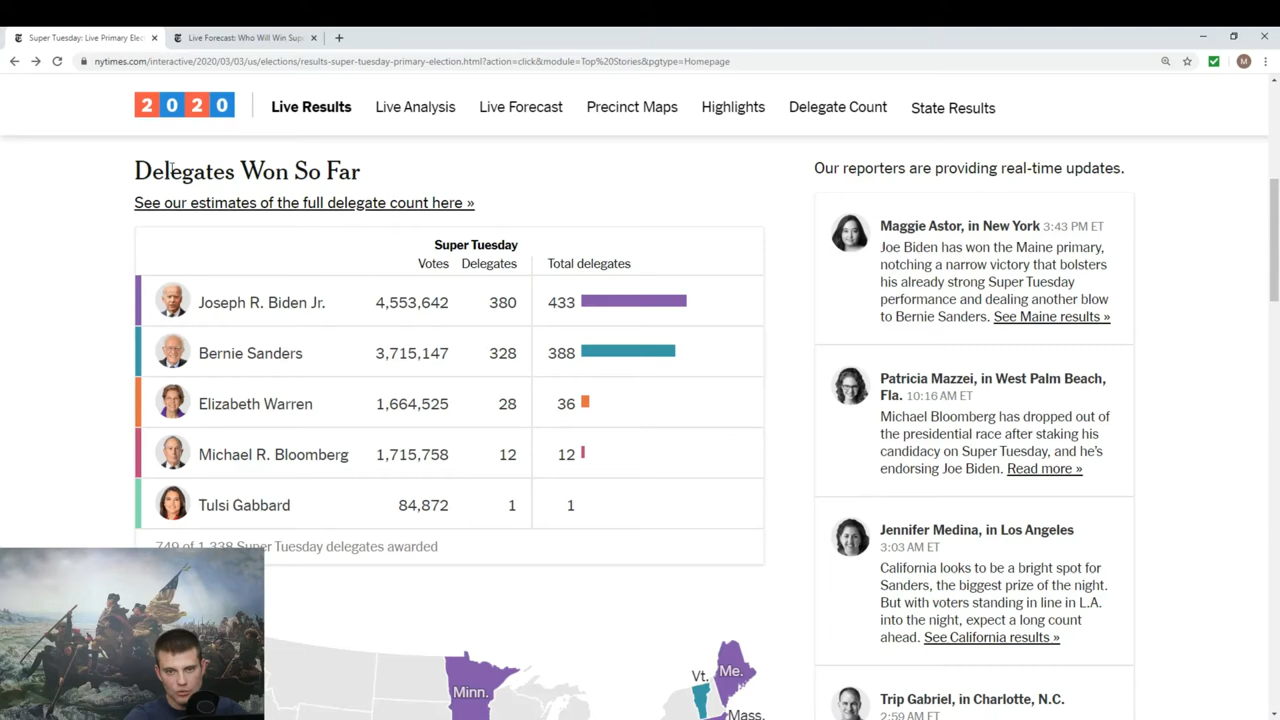 Super Tuesday: Live Primary Elec
Live Forecast: Who Will Win Sup
nytimes.com/interactive/2020/03/03/us/elections/results-super-tuesday-primary-election.html?action=click&module=Top%20Stories&pgtype=Homepage
M
2020
Live Results Live Analysis Live Forecast Precinct Maps Highlights Delegate Count State Results
Delegates Won So Far
See our estimates of the full delegate count here »
Super Tuesday
Votes Delegates Total delegates
Joseph R. Biden Jr. 4,553,642 380 433
Bernie Sanders 3,715,147 328 388
Elizabeth Warren 1,664,525 28 36
Michael R. Bloomberg 1,715,758 12 12
Tulsi Gabbard 84,872 1 1
749 of 1,338 Super Tuesday delegates awarded
Minn.
Vt.
Me.
Mass.
Our reporters are providing real-time updates.
Maggie Astor, in New York 3:43 PM ET
Joe Biden has won the Maine primary,
notching a narrow victory that bolsters
his already strong Super Tuesday
performance and dealing another blow
to Bernie Sanders. See Maine results »
Patricia Mazzei, in West Palm Beach,
Fla. 10:16 AM ET
Michael Bloomberg has dropped out of
the presidential race after staking his
candidacy on Super Tuesday, and he's
endorsing Joe Biden. Read more »
Jennifer Medina, in Los Angeles
3:03 AM ET
California looks to be a bright spot for
Sanders, the biggest prize of the night.
But with voters standing in line in L.A.
into the night, expect a long count
ahead. See California results »
Trip Gabriel, in Charlotte, N.C.
2:59 AM ET